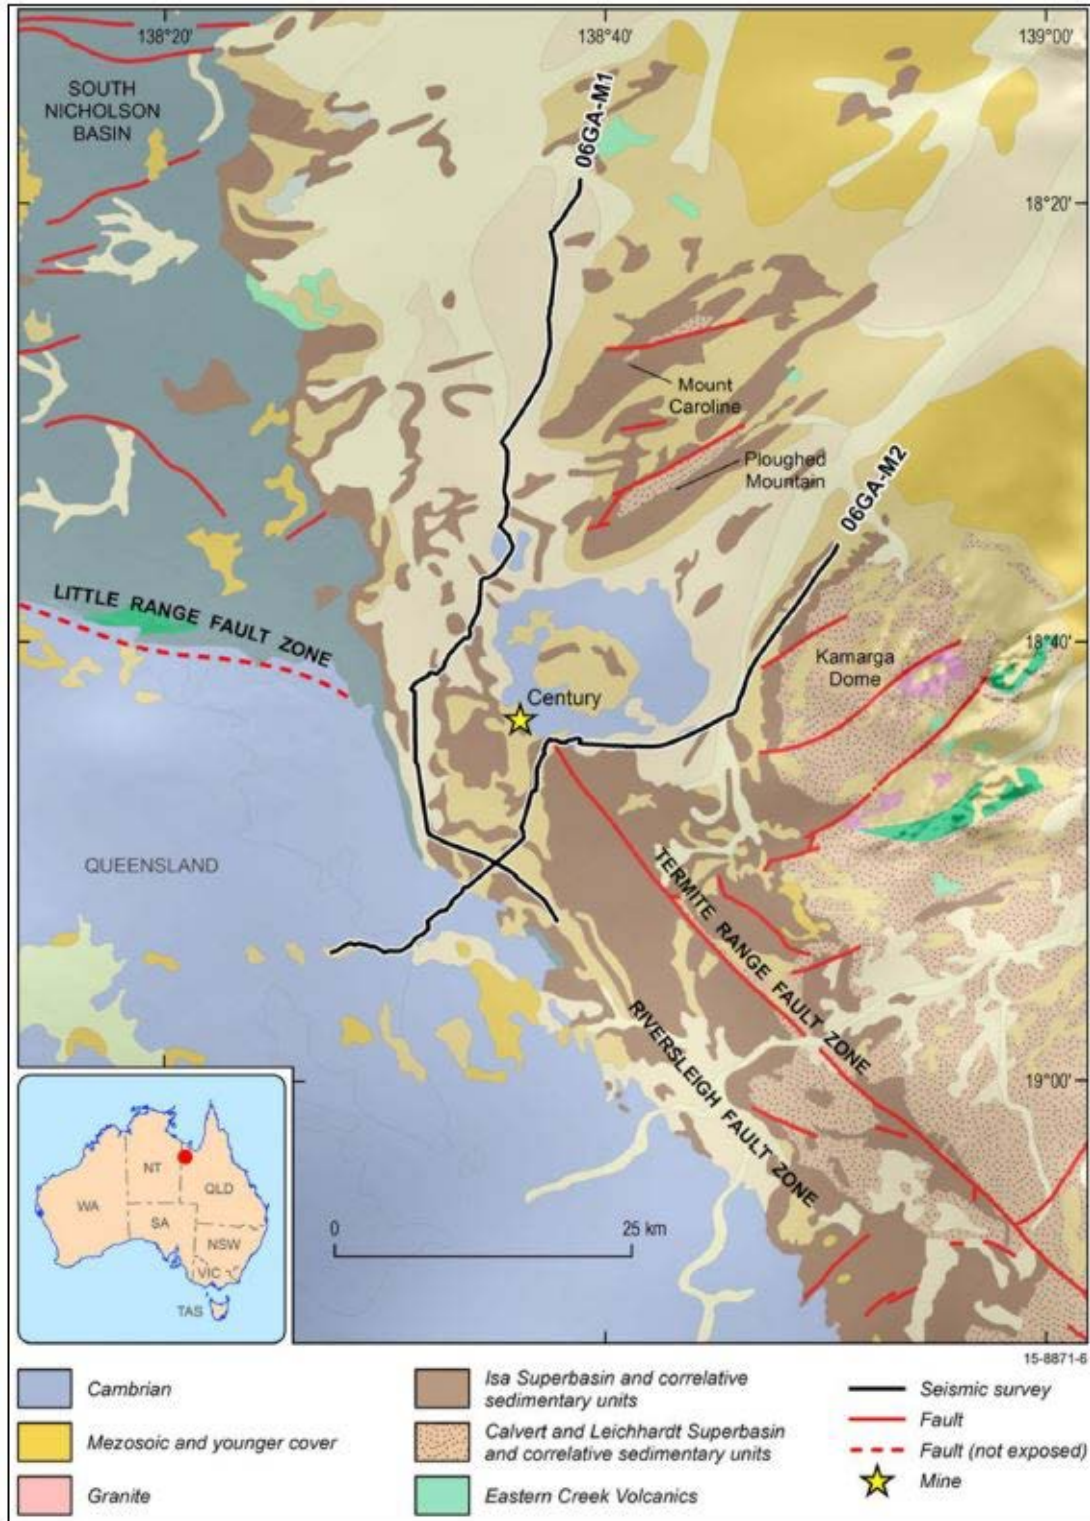 138°20'
138°40'
139°00'
SOUTH
NICHOLSON
BASIN
06GA-M1
18°20'
Mount
Caroline
Ploughed
Mountain
06GA-M2
LITTLE RANGE FAULT ZONE
18°40'
Kamarga
Dome
Century
QUEENSLAND
TERMITE RANGE FAULT ZONE
RIVERSLEIGH FAULT ZONE
19°00'
NT
QLD
WA
SA
NSW
VIC
TAS
0
25 km
15-8871-6
Cambrian
Mezosoic and younger cover
Granite
Isa Superbasin and correlative
sedimentary units
Calvert and Leichhardt Superbasin
and correlative sedimentary units
Eastern Creek Volcanics
Seismic survey
Fault
Fault (not exposed)
Mine